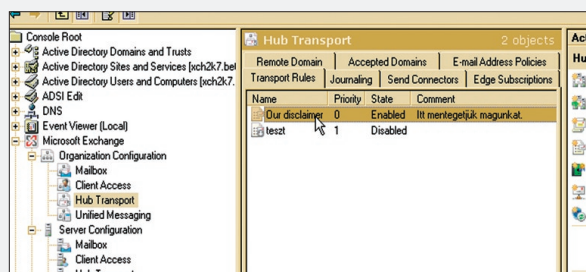 Console Root
Active Directory Domains and Trusts
Active Directory Sites and Services [xch2k7.be
Active Directory Users and Computers [xch2k7.
ADSI Edit
DNS
Event Viewer (Local)
Microsoft Exchange
Organization Configuration
Mailbox
Client Access
Hub Transport
Unified Messaging
Server Configuration
Mailbox
Client Access
Hub Transport
Hub Transport 2 objects
Remote Domain Accepted Domains E-mail Address Policies
Transport Rules Journaling Send Connectors Edge Subscriptions
Name Priority State Comment
Our disclaimer 0 Enabled Itt mentegetjük magunkat.
teszt 1 Disabled
Act
Hu